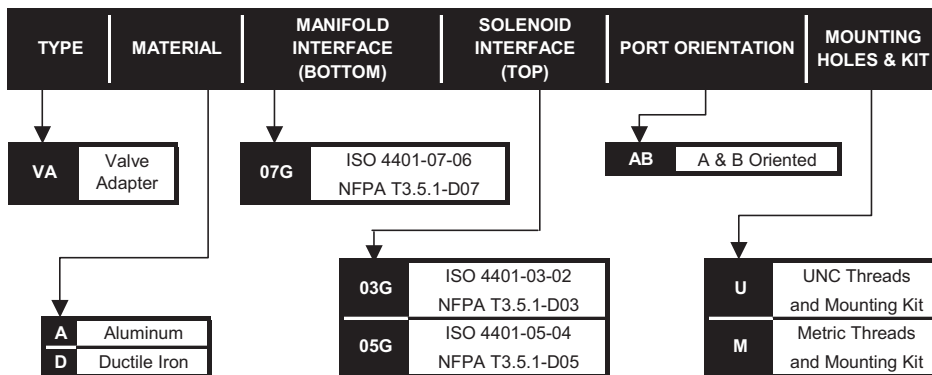 TYPE
MATERIAL
MANIFOLD
INTERFACE
(BOTTOM)
SOLENOID
INTERFACE
(TOP)
PORT ORIENTATION
MOUNTING
HOLES & KIT
VA
Valve
Adapter
07G
ISO 4401-07-06
NFPA T3.5.1-D07
AB
A & B Oriented
A
Aluminum
D
Ductile Iron
03G
ISO 4401-03-02
NFPA T3.5.1-D03
05G
ISO 4401-05-04
NFPA T3.5.1-D05
U
UNC Threads
and Mounting Kit
M
Metric Threads
and Mounting Kit